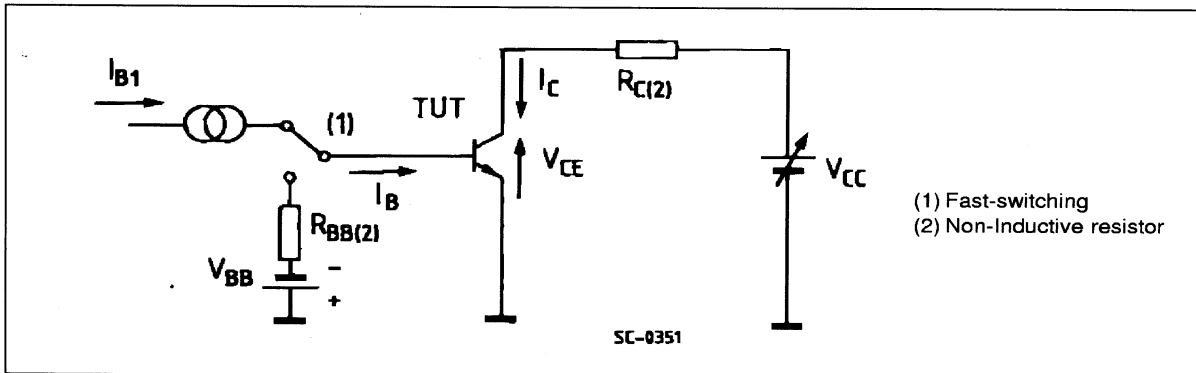 I_B1
(1)
TUT
I_B
R_BB(2)
V_BB
-
+
I_C
V_CE
R_C(2)
V_CC
(1) Fast-switching
(2) Non-Inductive resistor
SC-0351